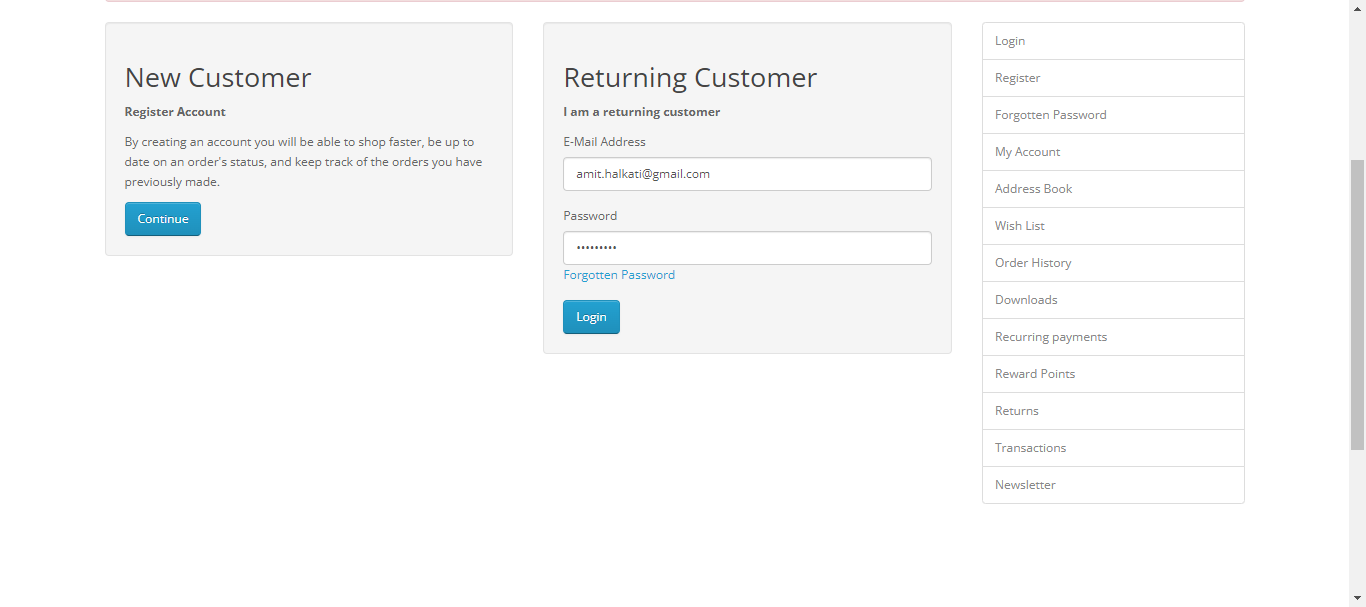 New Customer
Register Account
By creating an account you will be able to shop faster, be up to
date on an order's status, and keep track of the orders you have
previously made.
Continue
Returning Customer
I am a returning customer
E-Mail Address
amit.halkati@gmail.com
Password
•••••••••
Forgotten Password
Login
Login
Register
Forgotten Password
My Account
Address Book
Wish List
Order History
Downloads
Recurring payments
Reward Points
Returns
Transactions
Newsletter